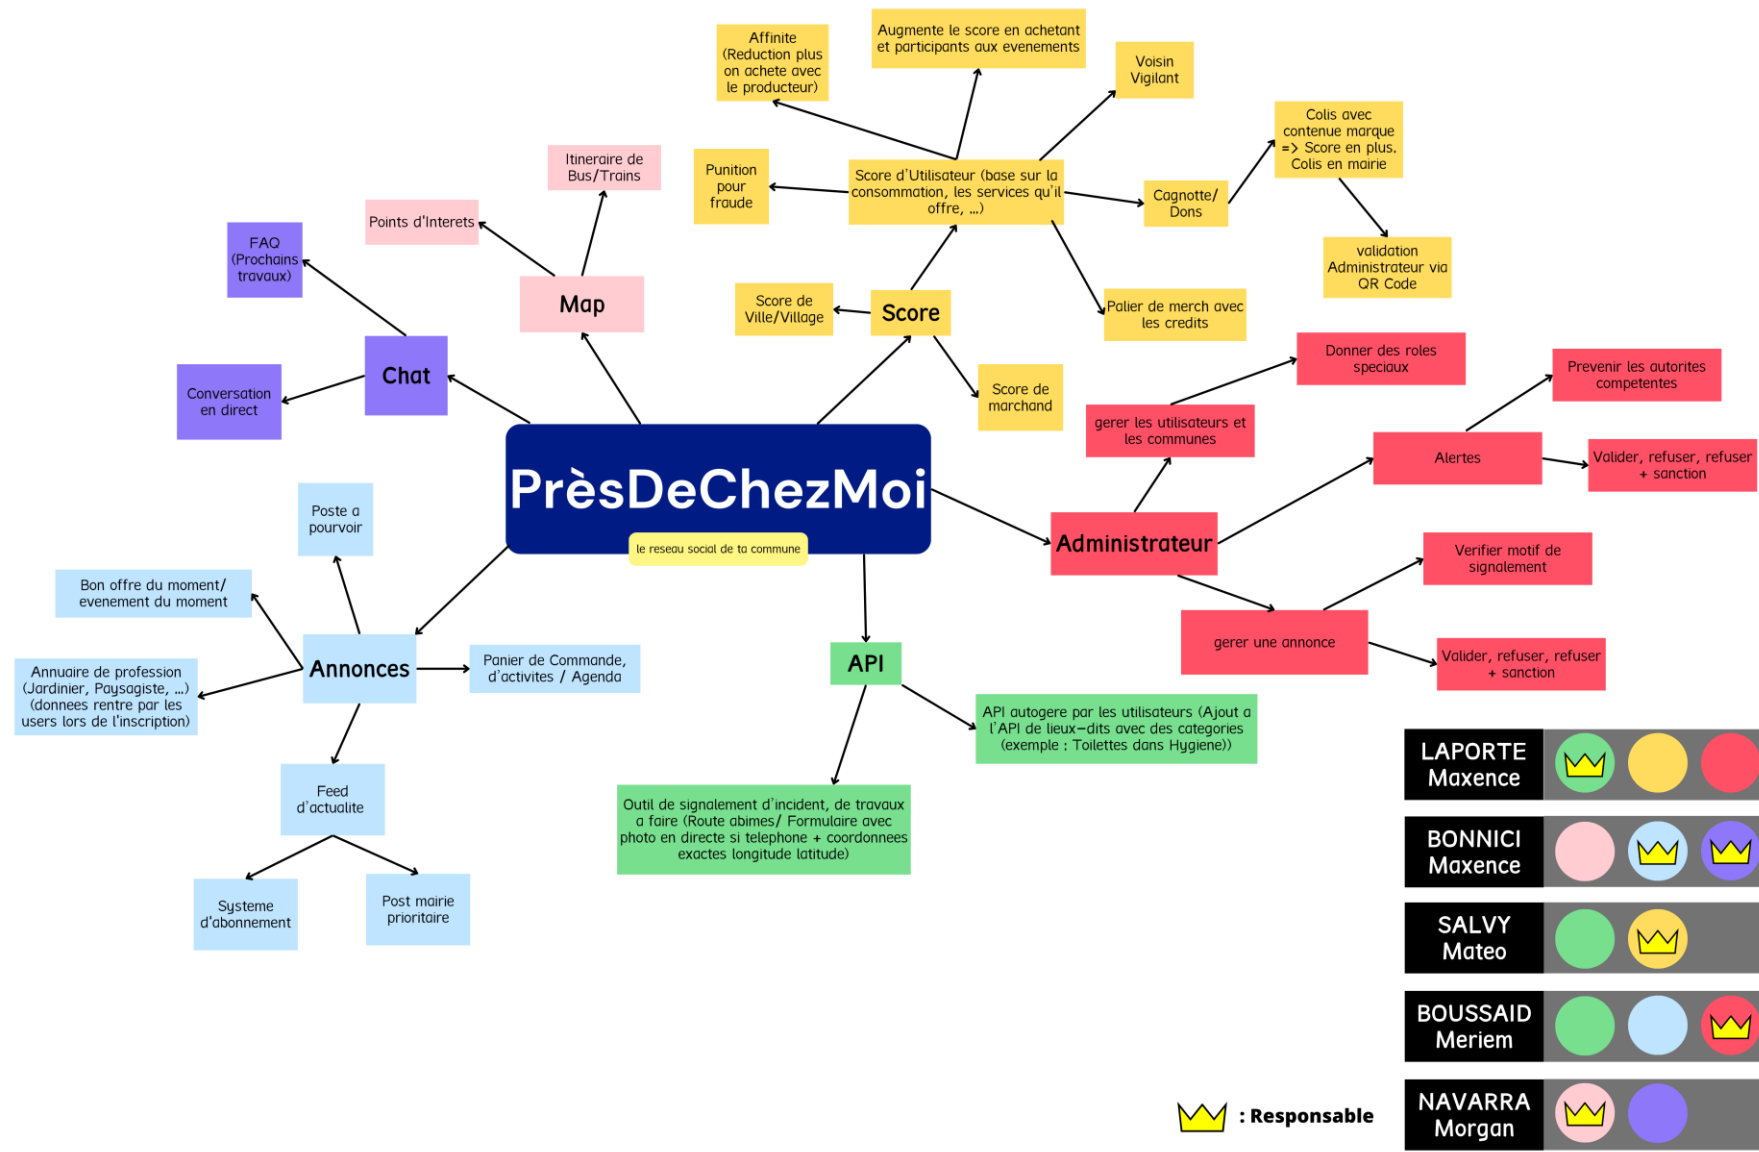 Affinite
(Reduction plus
on achete avec
le producteur)
Augmente le score en achetant
et participants aux evenements
Voisin
Vigilant
Colis avec
contenue marque
=> Score en plus.
Colis en mairie
Itineraire de
Bus/Trains
Punition
pour
fraude
Score d'Utilisateur (base sur la
consommation, les services qu'il
offre, ...)
Cagnotte/
Dons
Points d'Interets
FAQ
(Prochains
travaux)
validation
Administrateur via
QR Code
Map
Score de
Ville/Village
Score
Palier de merch avec
les credits
Chat
Conversation
en direct
Score de
marchand
Donner des roles
speciaux
Prevenir les autorites
competentes
gerer les utilisateurs et
les communes
Alertes
Valider, refuser, refuser
+ sanction
PrèsDeChezMoi
le reseau social de ta commune
Poste a
pourvoir
Administrateur
Verifier motif de
signalement
Bon offre du moment/
evenement du moment
gerer une annonce
Valider, refuser, refuser
+ sanction
Annuaire de profession
(Jardinier, Paysagiste, ...)
(donnees rentre par les
users lors de l'inscription)
Annonces
Panier de Commande,
d'activites / Agenda
API
API autogere par les utilisateurs (Ajout a
l'API de lieux-dits avec des categories
(exemple : Toilettes dans Hygiene))
Feed
d'actualite
Outil de signalement d'incident, de travaux
a faire (Route abimes/ Formulaire avec
photo en directe si telephone + coordonnees
exactes longitude latitude)
Systeme
d'abonnement
Post mairie
prioritaire
LAPORTE
Maxence
BONNICI
Maxence
SALVY
Mateo
BOUSSAID
Meriem
NAVARRA
Morgan
: Responsable